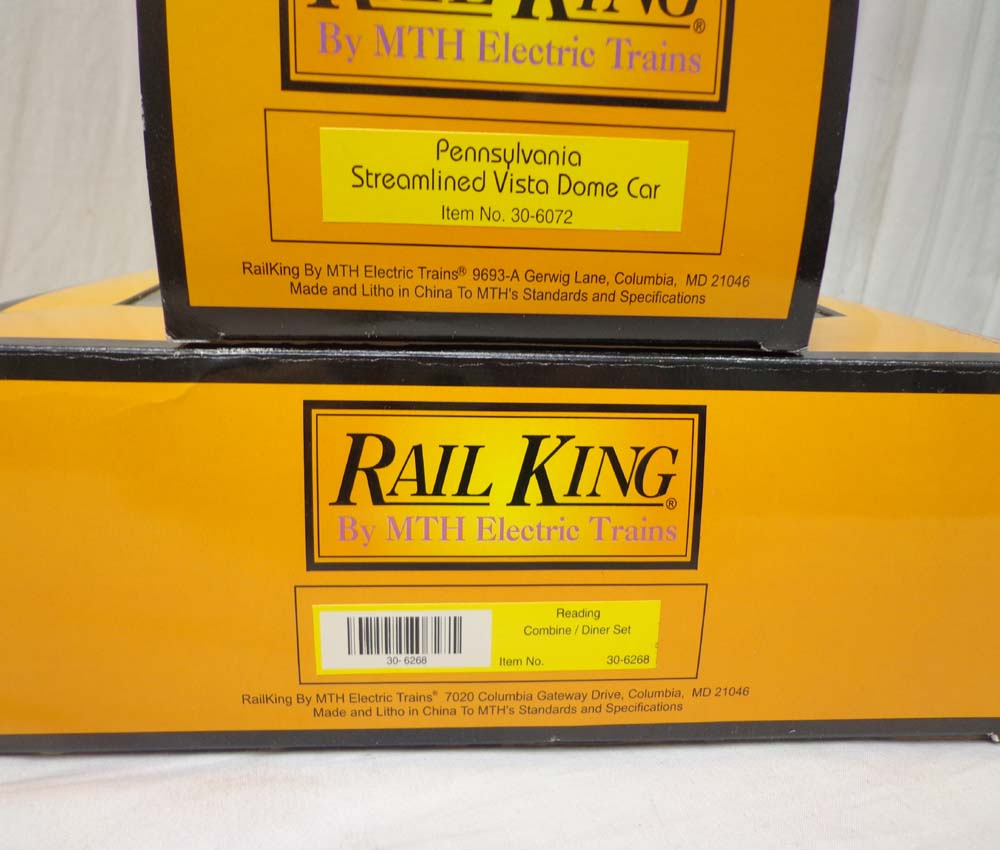 RAIL KING®
By MTH Electric Trains
Pennsylvania
Streamlined Vista Dome Car
Item No. 30-6072
RailKing By MTH Electric Trains® 9693-A Gerwig Lane, Columbia, MD 21046
Made and Litho in China To MTH's Standards and Specifications
RAIL KING®
By MTH Electric Trains
Reading
Combine / Diner Set
30-6268
Item No. 30-6268
RailKing By MTH Electric Trains® 7020 Columbia Gateway Drive, Columbia, MD 21046
Made and Litho in China To MTH's Standards and Specifications